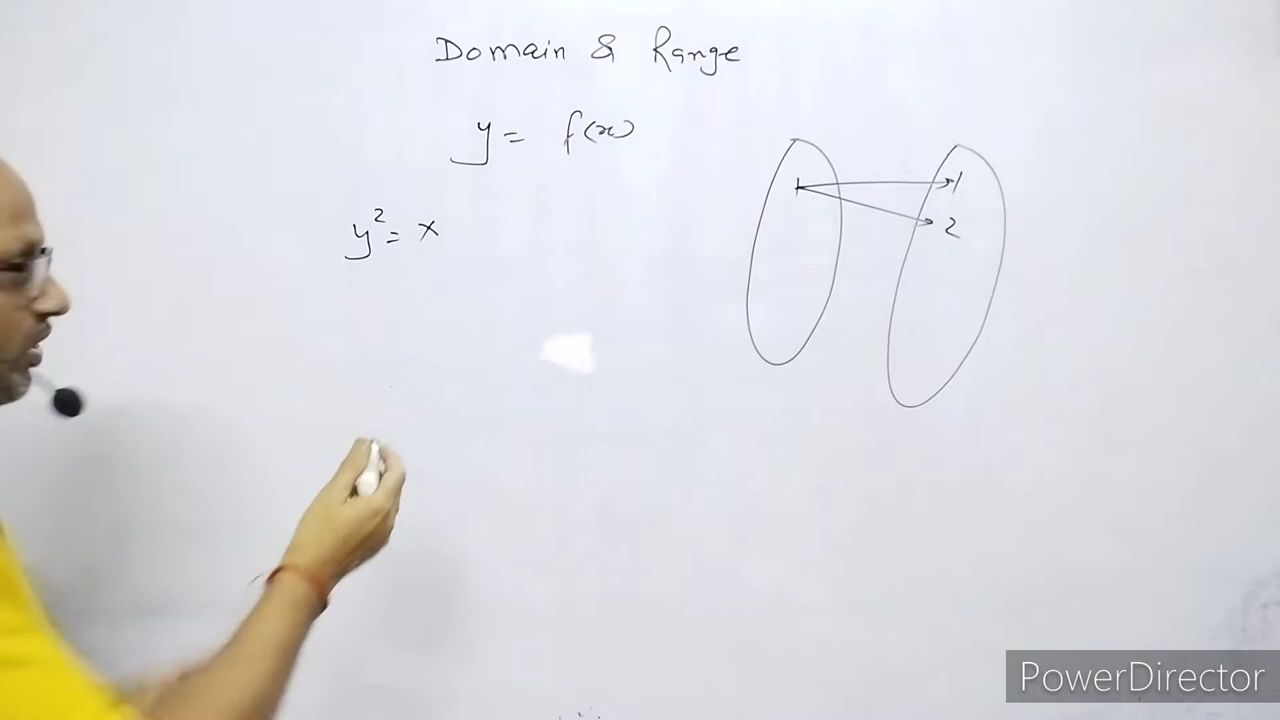 Domain & Range
y = f(x)
y² = x
1
1
2
PowerDirector